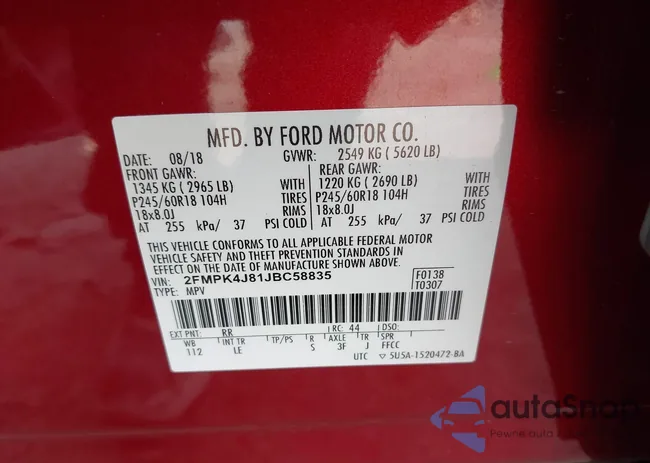 MFD. BY FORD MOTOR CO.
DATE: 08/18 GVWR: 2549 KG ( 5620 LB)
FRONT GAWR: REAR GAWR:
1345 KG ( 2965 LB) WITH 1220 KG ( 2690 LB) WITH
P245/60R18 104H TIRES P245/60R18 104H TIRES
18x8.0J RIMS 18x8.0J RIMS
AT 255 kPa/ 37 PSI COLD AT 255 kPa/ 37 PSI COLD
THIS VEHICLE CONFORMS TO ALL APPLICABLE FEDERAL MOTOR
VEHICLE SAFETY AND THEFT PREVENTION STANDARDS IN
EFFECT ON THE DATE OF MANUFACTURE SHOWN ABOVE.
VIN: 2FMPK4J81JBC58835 F0138
TYPE: MPV T0307
EXT PNT: RR RC: 44 DSO:
WB INT TR TP/PS R AXLE TR SPR
112 LE S 3F J FFCC
UTC ▽ 5U5A-1520472-BA
autoSnap
Pewne auto